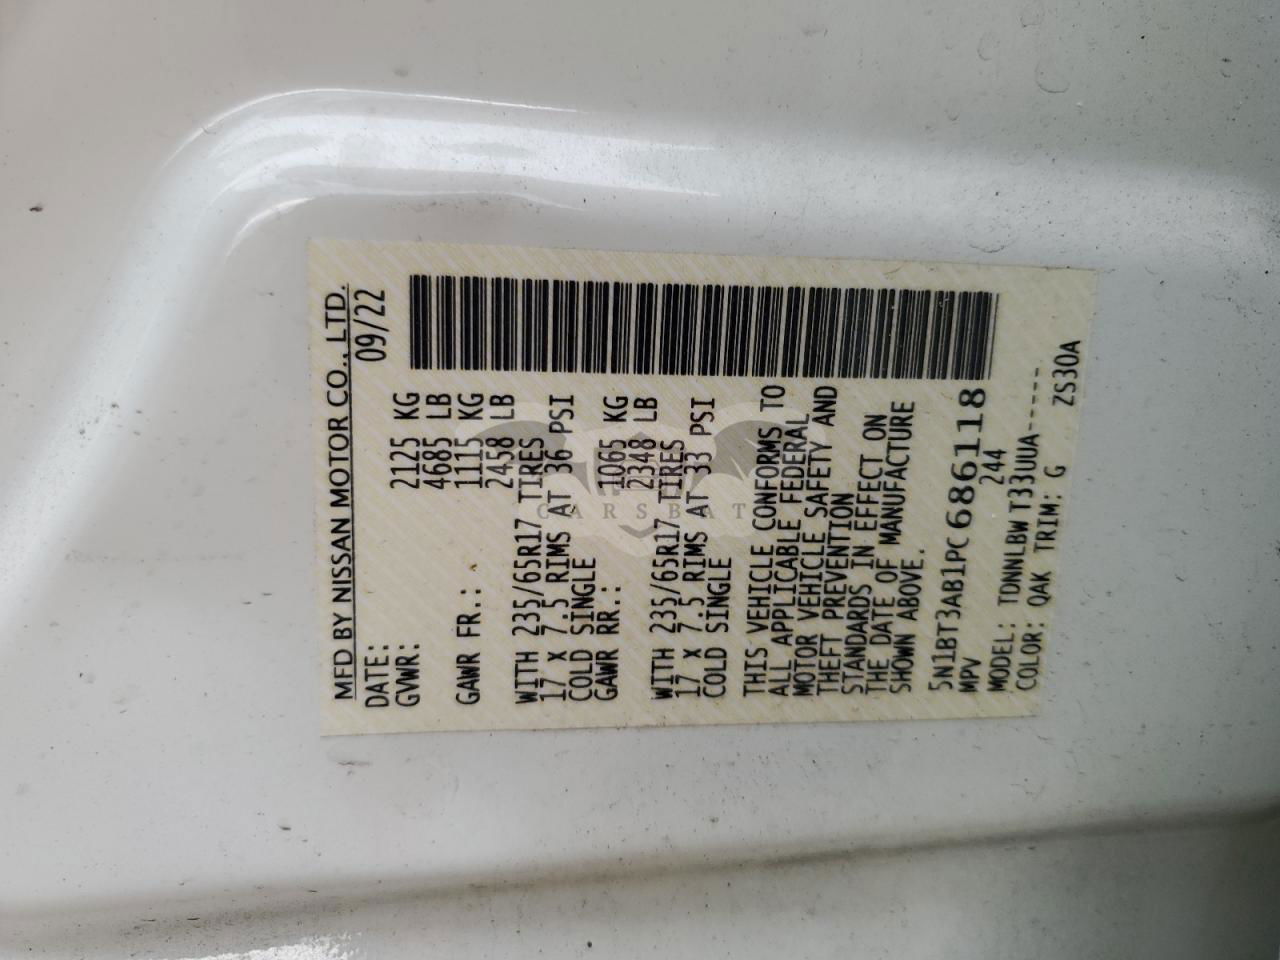 MFD BY NISSAN MOTOR CO., LTD.
DATE: 09/22
GVWR: 2125 KG
4685 LB
GAWR FR.: 1115 KG
2458 LB
WITH 235/65R17 TIRES
17 x 7.5 RIMS AT 36 PSI
COLD SINGLE
GAWR RR.: 1065 KG
2348 LB
WITH 235/65R17 TIRES
17 x 7.5 RIMS AT 33 PSI
COLD SINGLE
THIS VEHICLE CONFORMS TO
ALL APPLICABLE FEDERAL
MOTOR VEHICLE SAFETY AND
THEFT PREVENTION
STANDARDS IN EFFECT ON
THE DATE OF MANUFACTURE
SHOWN ABOVE.
5N1BT3AB1PC686118
MPV 244
MODEL: TDNNLBW T33UUA-----
COLOR: QAK TRIM: G ZS30A
CARSBAT